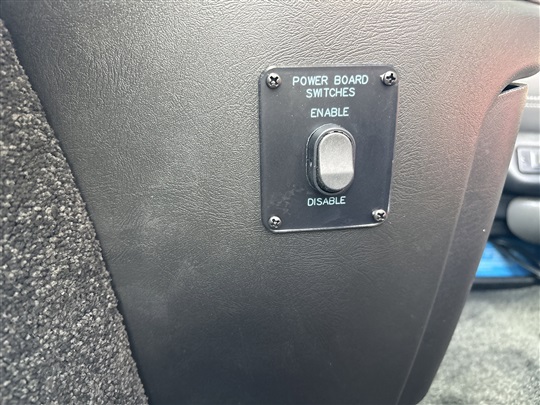 POWER BOARD
SWITCHES
ENABLE
DISABLE